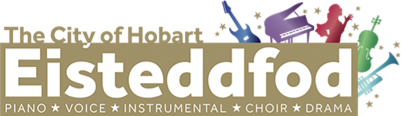 The City of Hobart
Eisteddfod
PIANO ★ VOICE ★ INSTRUMENTAL ★ CHOIR ★ DRAMA